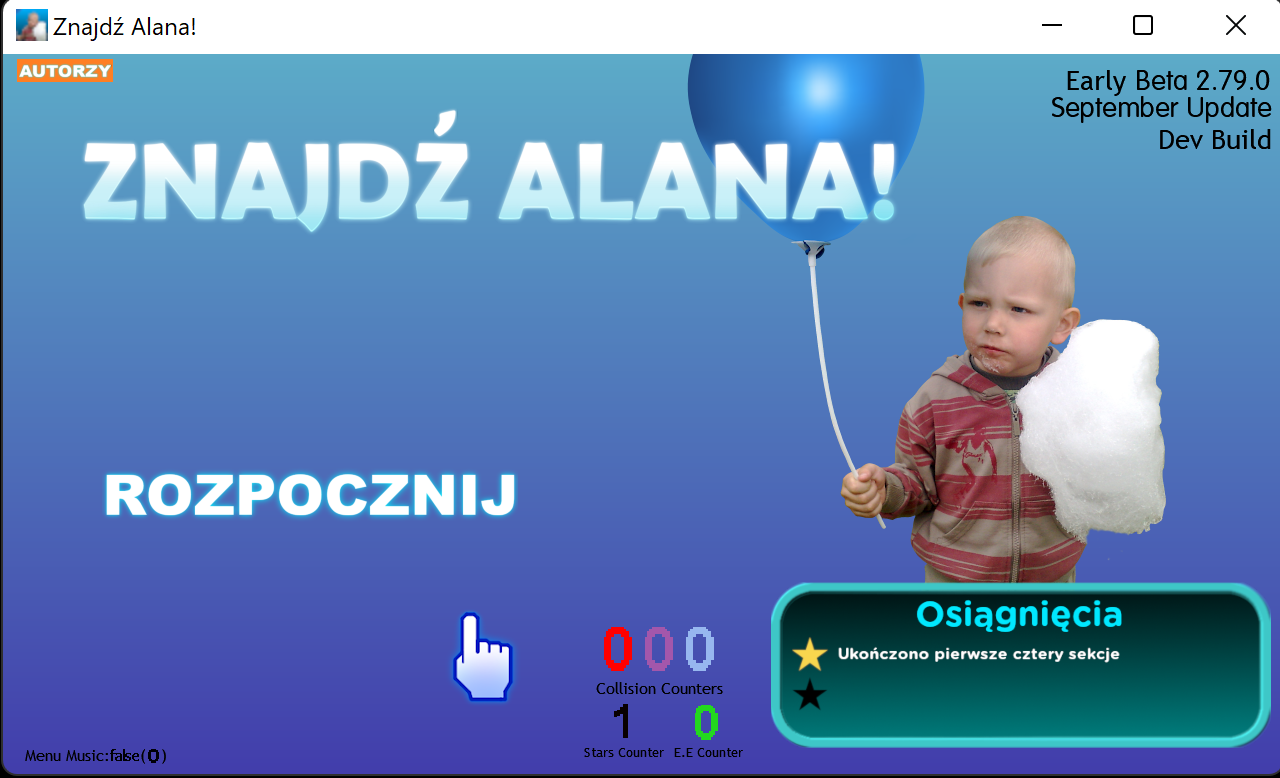 Znajdź Alana!
AUTORZY
Early Beta 2.79.0
September Update
Dev Build
ZNAJDŹ ALANA!
ROZPOCZNIJ
Osiągnięcia
Ukończono pierwsze cztery sekcje
0 0 0
Collision Counters
1 0
Stars Counter E.E Counter
Menu Music:false(0)